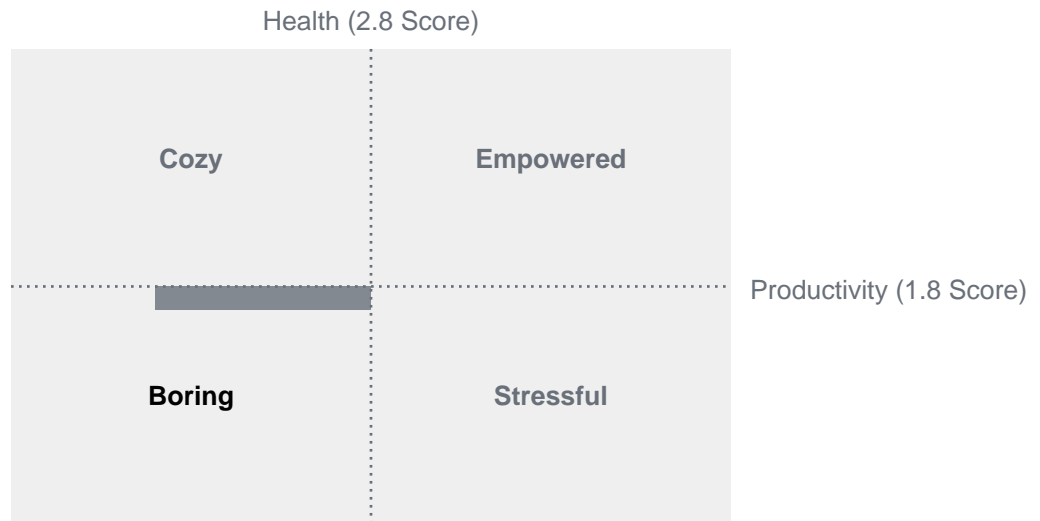 Health (2.8 Score)
Cozy
Empowered
Productivity (1.8 Score)
Boring
Stressful